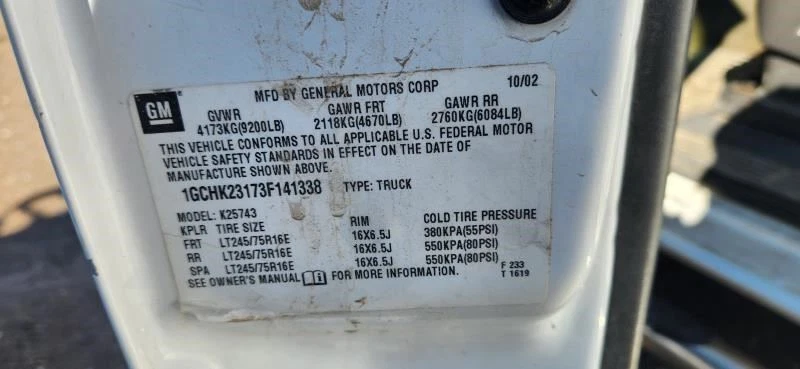 GM
MFD BY GENERAL MOTORS CORP 10/02
GVWR GAWR FRT GAWR RR
4173KG(9200LB) 2118KG(4670LB) 2760KG(6084LB)
THIS VEHICLE CONFORMS TO ALL APPLICABLE U.S. FEDERAL MOTOR
VEHICLE SAFETY STANDARDS IN EFFECT ON THE DATE OF
MANUFACTURE SHOWN ABOVE.
1GCHK23173F141338 TYPE: TRUCK
MODEL: K25743
KPLR TIRE SIZE RIM COLD TIRE PRESSURE
FRT LT245/75R16E 16X6.5J 380KPA(55PSI)
RR LT245/75R16E 16X6.5J 550KPA(80PSI)
SPA LT245/75R16E 16X6.5J 550KPA(80PSI)
SEE OWNER'S MANUAL FOR MORE INFORMATION.
F 233
T 1619